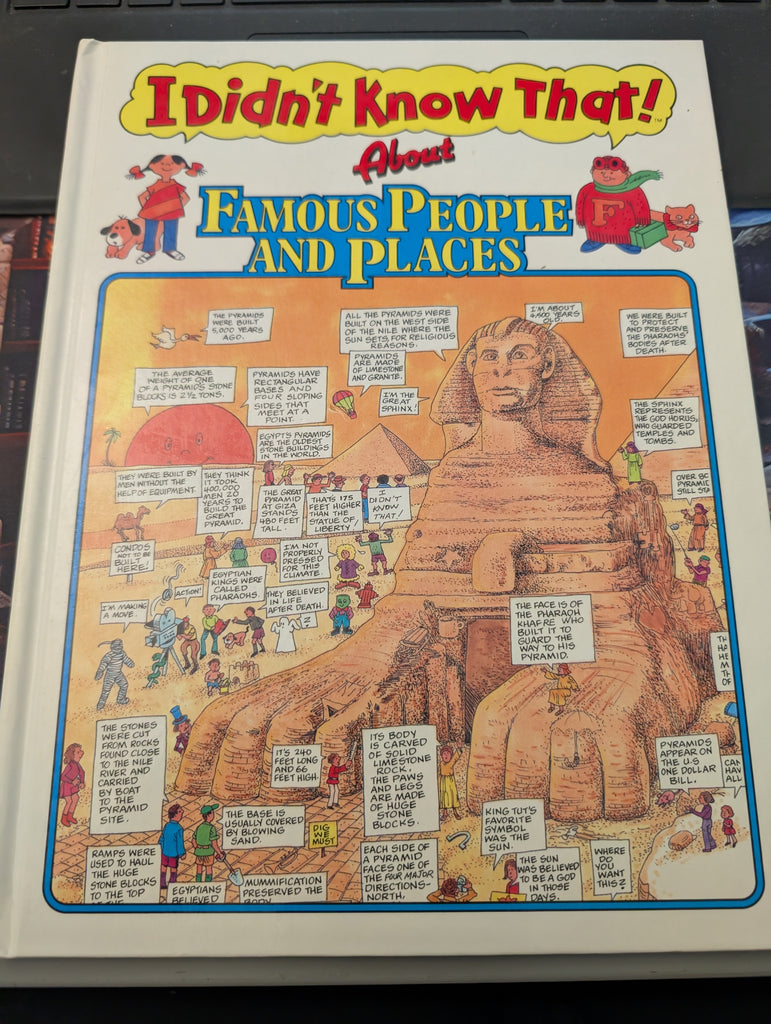 I DIDN'T KNOW THAT!™
About
FAMOUS PEOPLE
AND PLACES
F
THE PYRAMIDS
WERE BUILT
5,000 YEARS
AGO.
ALL THE PYRAMIDS WERE
BUILT ON THE WEST SIDE
OF THE NILE WHERE THE
SUN SETS, FOR RELIGIOUS
REASONS.
I'M ABOUT
4,500 YEARS
OLD.
WE WERE BUILT
TO PROTECT
AND PRESERVE
THE PHARAOHS'
BODIES AFTER
DEATH.
THE AVERAGE
WEIGHT OF ONE
OF A PYRAMID'S STONE
BLOCKS IS 2½ TONS.
PYRAMIDS HAVE
RECTANGULAR
BASES AND
FOUR SLOPING
SIDES THAT
MEET AT A
POINT.
PYRAMIDS ARE
MADE OF
LIMESTONE
AND GRANITE.
I'M THE
GREAT
SPHINX!
THE SPHINX
REPRESENTS
THE GOD HORUS,
WHO GUARDED
TEMPLES AND
TOMBS.
EGYPT'S PYRAMIDS
ARE THE OLDEST
STONE BUILDINGS
IN THE WORLD.
THEY WERE BUILT BY
MEN WITHOUT THE
HELP OF EQUIPMENT.
THEY THINK
IT TOOK
400,000
MEN 20
YEARS TO
BUILD THE
GREAT
PYRAMID.
THE GREAT
PYRAMID
AT GIZA
STANDS
480 FEET
TALL.
THAT'S 175
FEET HIGHER
THAN THE
STATUE OF
LIBERTY
I
DIDN'T
KNOW
THAT!
OVER 80
PYRAMID
STILL STA
CONDOS
NOT TO BE
BUILT
HERE!
I'M NOT
PROPERLY
DRESSED
FOR THIS
CLIMATE.
EGYPTIAN
KINGS WERE
CALLED
PHARAOHS.
THEY BELIEVED
IN LIFE
AFTER DEATH.
I'M MAKING
A MOVE.
ACTION!
?
THE FACE IS OF
THE PHARAOH
KHAFRE WHO
BUILT IT TO
GUARD THE
WAY TO HIS
PYRAMID.
TH
HA
HE
M
TH
OF
THE STONES
WERE CUT
FROM ROCKS
FOUND CLOSE
TO THE NILE
RIVER AND
CARRIED
BY BOAT
TO THE
PYRAMID
SITE.
IT'S 240
FEET LONG
AND 66
FEET HIGH.
ITS BODY
IS CARVED
OF SOLID
LIMESTONE
ROCK.
THE PAWS
AND LEGS
ARE MADE
OF HUGE
STONE
BLOCKS.
PYRAMIDS
APPEAR ON
THE U.S
ONE DOLLAR
BILL.
CAN
HAV
ALL
THE BASE IS
USUALLY COVERED
BY BLOWING
SAND.
DIG
WE
MUST
KING TUT'S
FAVORITE
SYMBOL
WAS THE
SUN.
RAMPS WERE
USED TO HAUL
THE HUGE
STONE BLOCKS
TO THE TOP
EGYPTIANS
BELIEVED
MUMMIFICATION
PRESERVED THE
BODY
EACH SIDE OF
A PYRAMID
FACES ONE OF
THE FOUR MAJOR
DIRECTIONS-
NORTH,
THE SUN
WAS BELIEVED
TO BE A GOD
IN THOSE
DAYS.
WHERE
DO YOU
WANT
THIS?